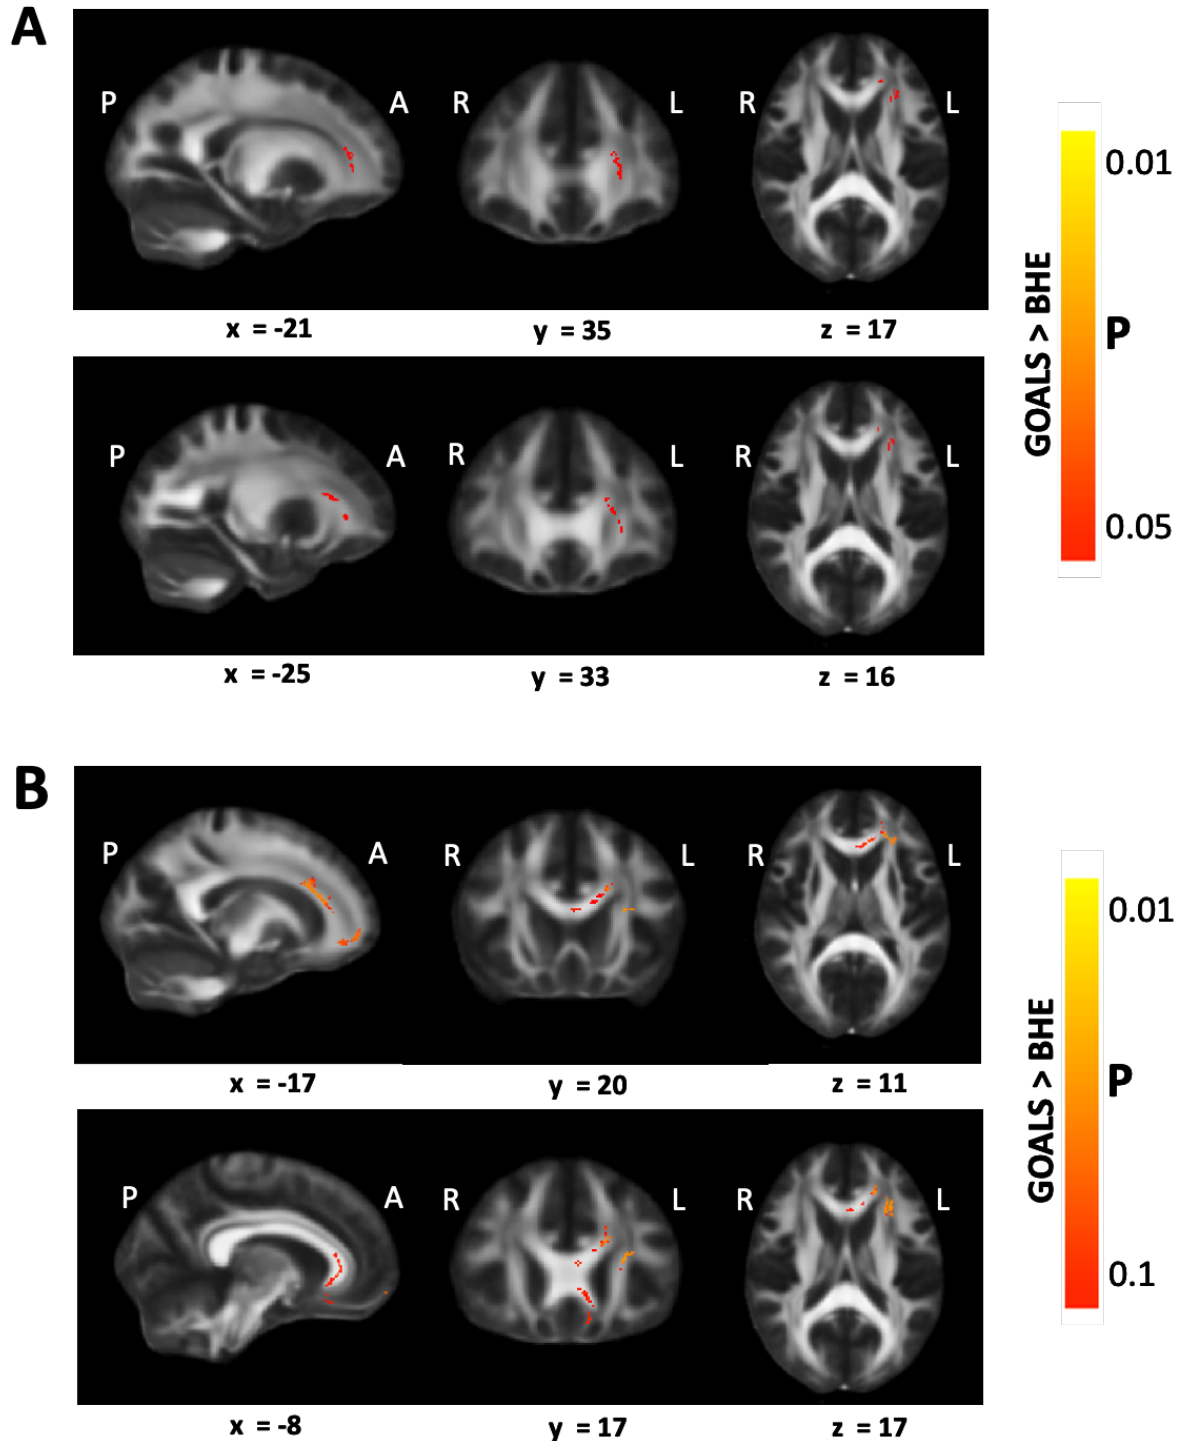 A
P A R L R L
x = -21 y = 35 z = 17
P A R L R L
x = -25 y = 33 z = 16
GOALS > BHE
0.01
P
0.05
B
P A R L R L
x = -17 y = 20 z = 11
P A R L R L
x = -8 y = 17 z = 17
GOALS > BHE
0.01
P
0.1